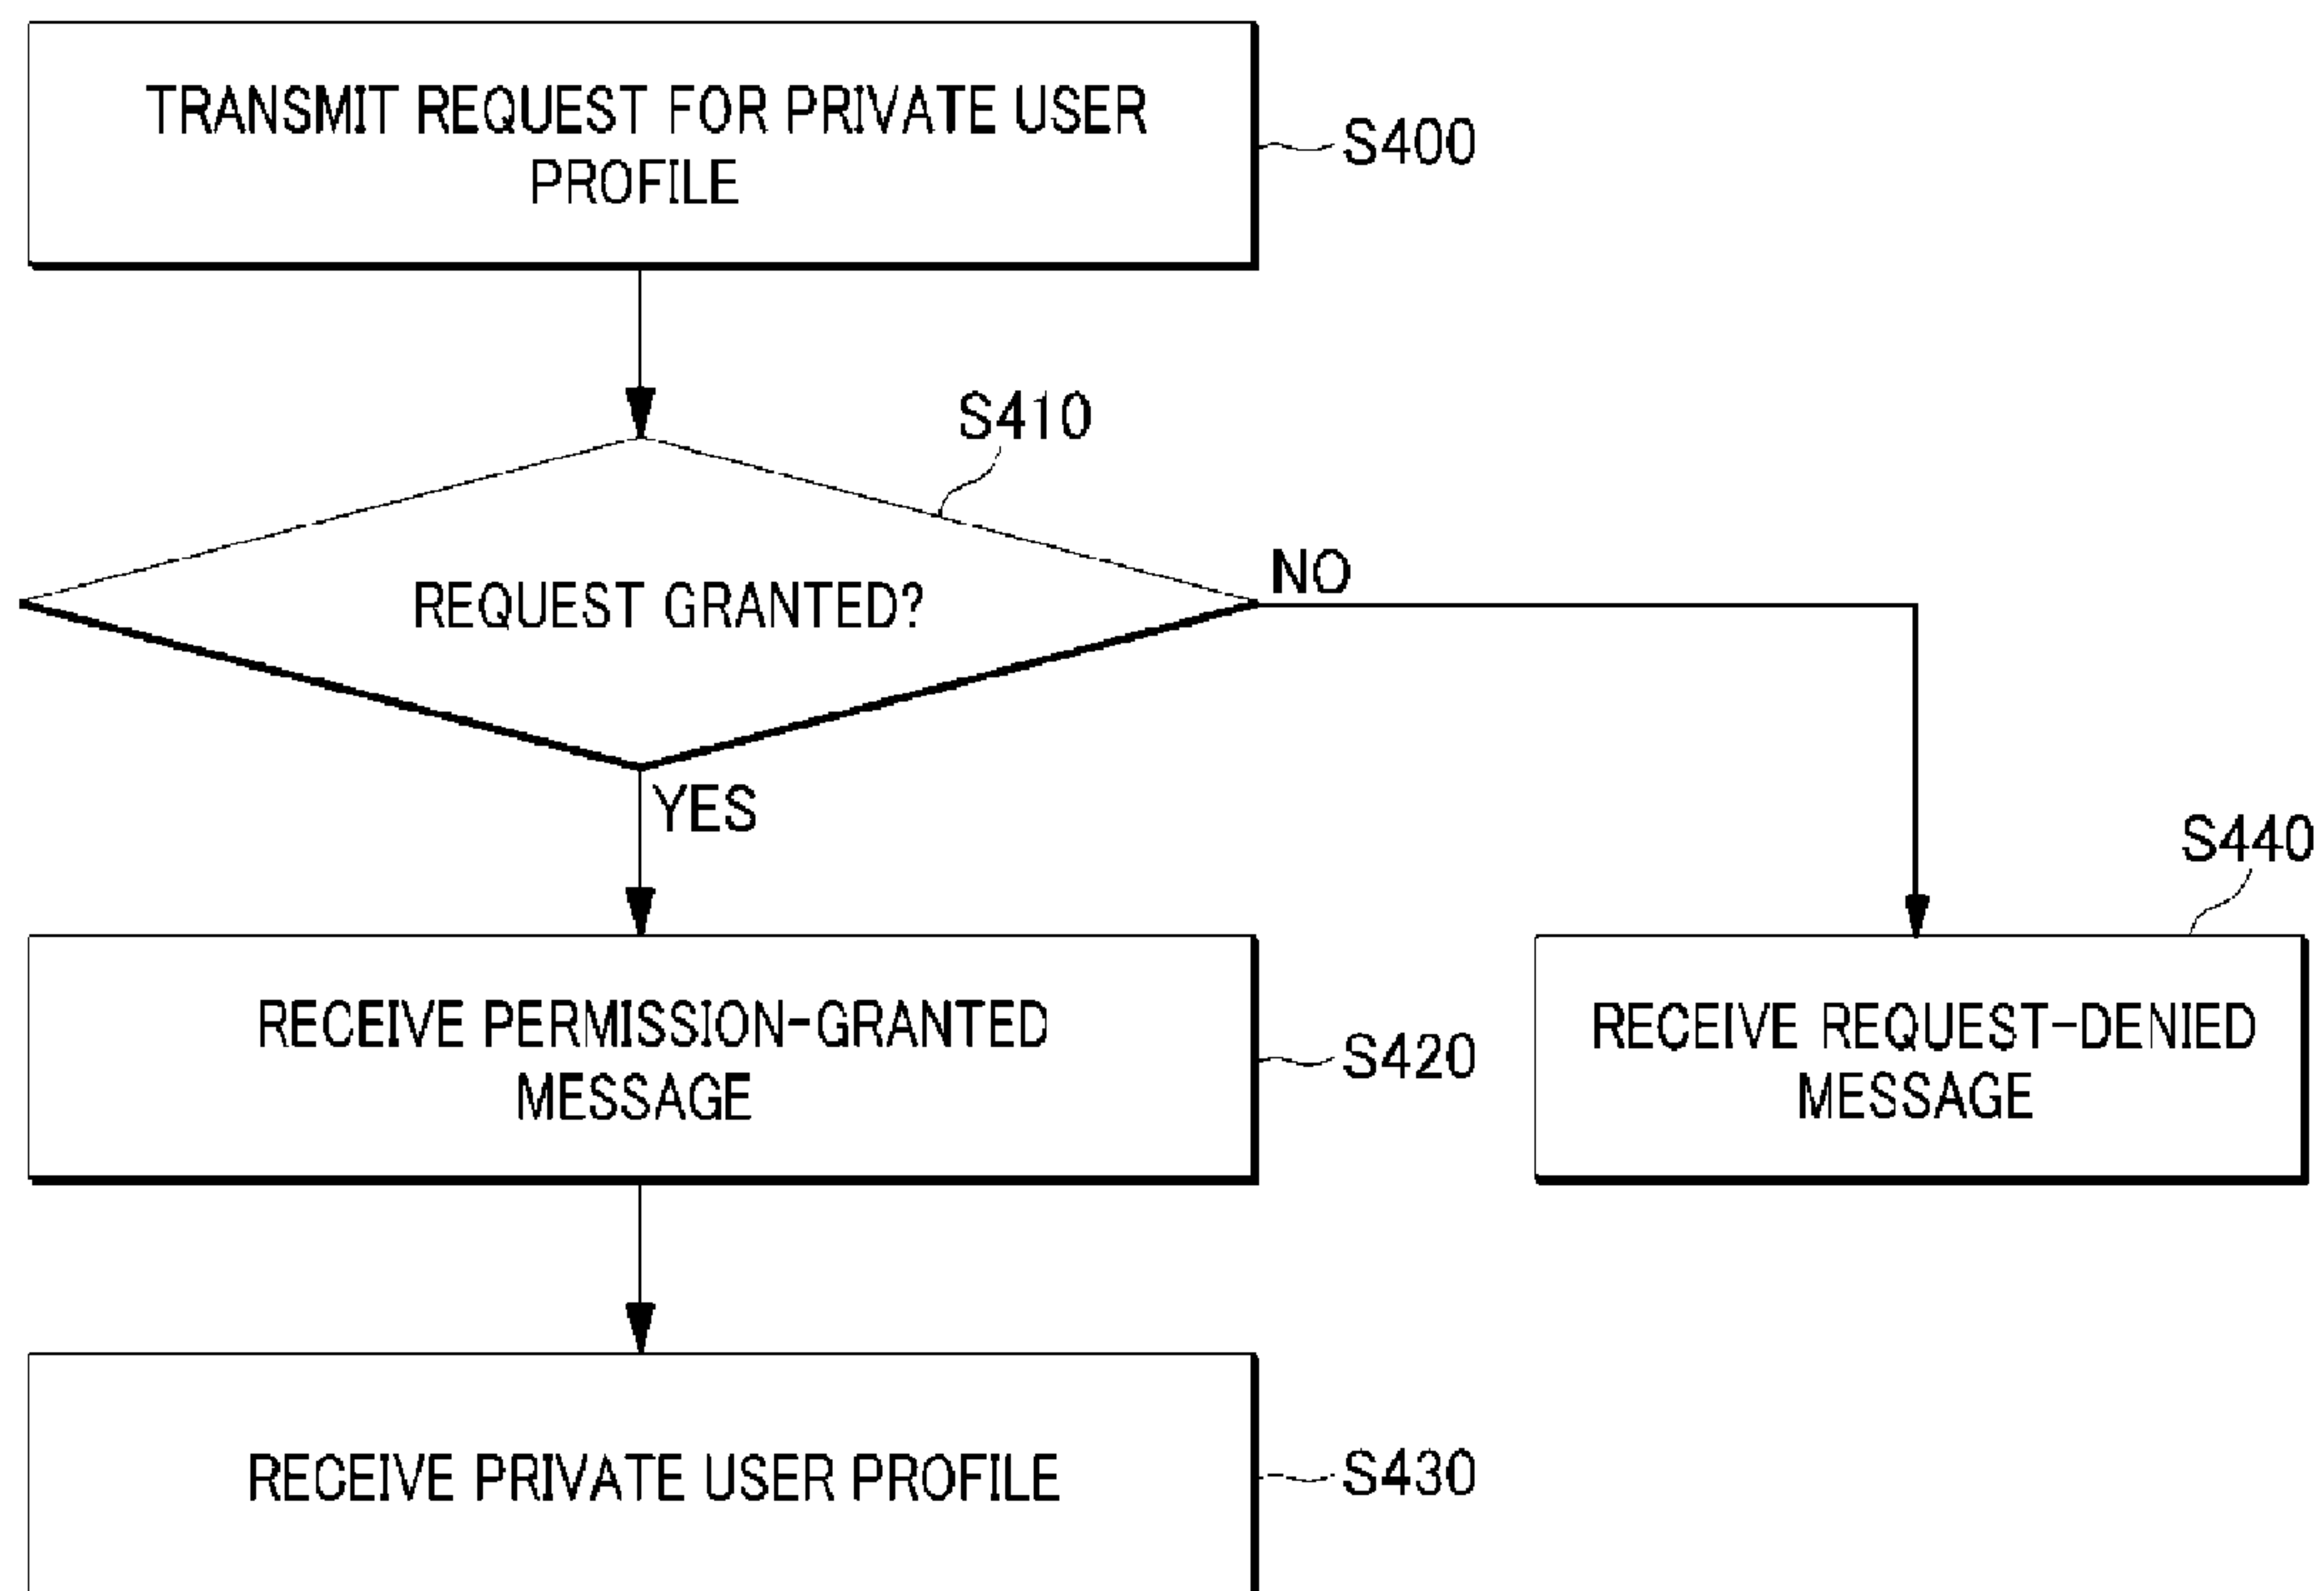 TRANSMIT REQUEST FOR PRIVATE USER
PROFILE
S400
S410
REQUEST GRANTED?
NO
YES
S440
RECEIVE PERMISSION-GRANTED
MESSAGE
S420
RECEIVE REQUEST-DENIED
MESSAGE
RECEIVE PRIVATE USER PROFILE
S430